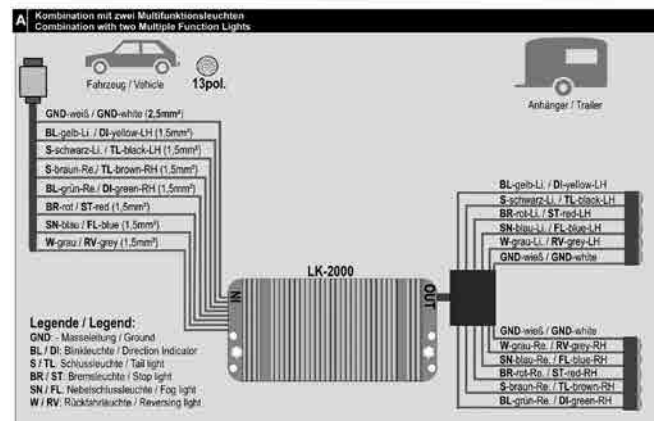 A
Kombination mit zwei Multifunktionsleuchten
Combination with two Multiple Function Lights
Fahrzeug / Vehicle
13pol.
Anhänger / Trailer
GND-weiß / GND-white (2,5mm²)
BL-gelb-Li. / DI-yellow-LH (1,5mm²)
S-schwarz-Li. / TL-black-LH (1,5mm²)
S-braun-Re. / TL-brown-RH (1,5mm²)
BL-grün-Re. / DI-green-RH (1,5mm²)
BR-rot / ST-red (1,5mm²)
SN-blau / FL-blue (1,5mm²)
W-grau / RV-grey (1,5mm²)
LK-2000
IN
OUT
BL-gelb-Li. / DI-yellow-LH
S-schwarz-Li. / TL-black-LH
BR-rot-Li. / ST-red-LH
SN-blau-Li. / FL-blue-LH
W-grau-Li. / RV-grey-LH
GND-wieß / GND-white
GND-wieß / GND-white
W-grau-Re. / RV-grey-RH
SN-blau-Re. / FL-blue-RH
BR-rot-Re. / ST-red-RH
S-braun-Re. / TL-brown-RH
BL-grün-Re. / DI-green-RH
Legende / Legend:
GND: - Masseleitung / Ground
BL / DI: Blinkleuchte / Direction Indicator
S / TL: Schlussleuchte / Tail light
BR / ST: Bremsleuchte / Stop light
SN / FL: Nebelschlussleuchte / Fog light
W / RV: Rückfahrleuchte / Reversing light